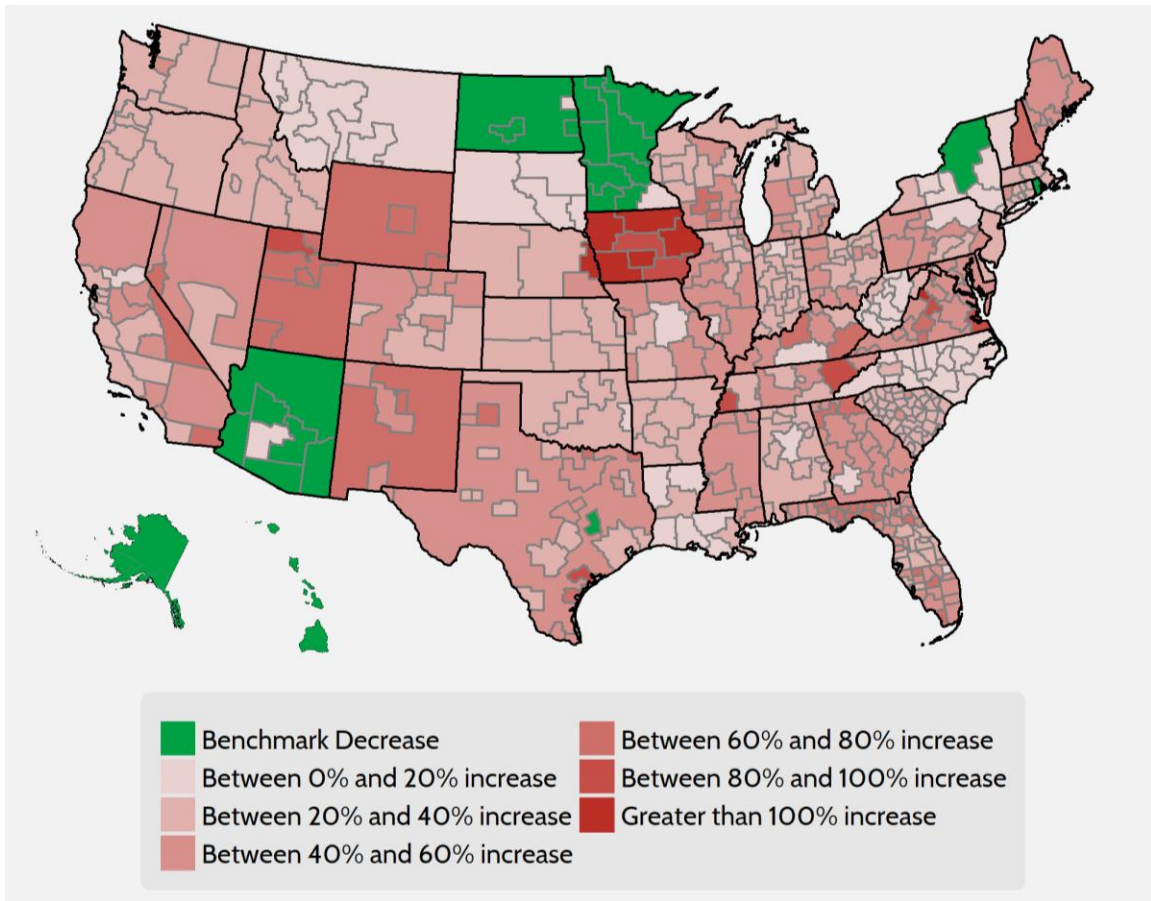 Benchmark Decrease
Between 0% and 20% increase
Between 20% and 40% increase
Between 40% and 60% increase
Between 60% and 80% increase
Between 80% and 100% increase
Greater than 100% increase